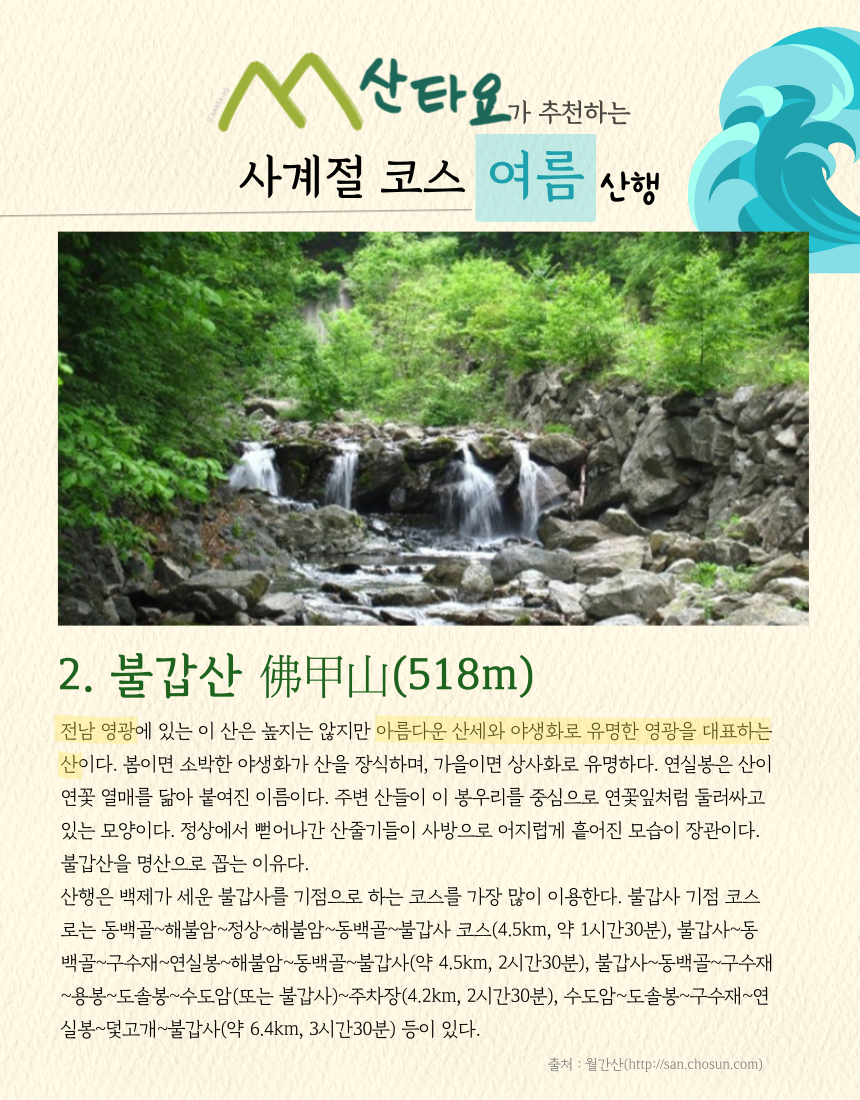 산타요가 추천하는
사계절 코스 여름 산행
2. 불갑산 佛甲山(518m)
전남 영광에 있는 이 산은 높지는 않지만 아름다운 산세와 야생화로 유명한 영광을 대표하는
산이다. 봄이면 소박한 야생화가 산을 장식하며, 가을이면 상사화로 유명하다. 연실봉은 산이
연꽃 열매를 닮아 붙여진 이름이다. 주변 산들이 이 봉우리를 중심으로 연꽃잎처럼 둘러싸고
있는 모양이다. 정상에서 뻗어나간 산줄기들이 사방으로 어지럽게 흩어진 모습이 장관이다.
불갑산을 명산으로 꼽는 이유다.
산행은 백제가 세운 불갑사를 기점으로 하는 코스를 가장 많이 이용한다. 불갑사 기점 코스
로는 동백골~해불암~정상~해불암~동백골~불갑사 코스(4.5km, 약 1시간30분), 불갑사~동
백골~구수재~연실봉~해불암~동백골~불갑사(약 4.5km, 2시간30분), 불갑사~동백골~구수재
~용봉~도솔봉~수도암(또는 불갑사)~주차장(4.2km, 2시간30분), 수도암~도솔봉~구수재~연
실봉~덫고개~불갑사(약 6.4km, 3시간30분) 등이 있다.
출처 : 월간산(http://san.chosun.com)